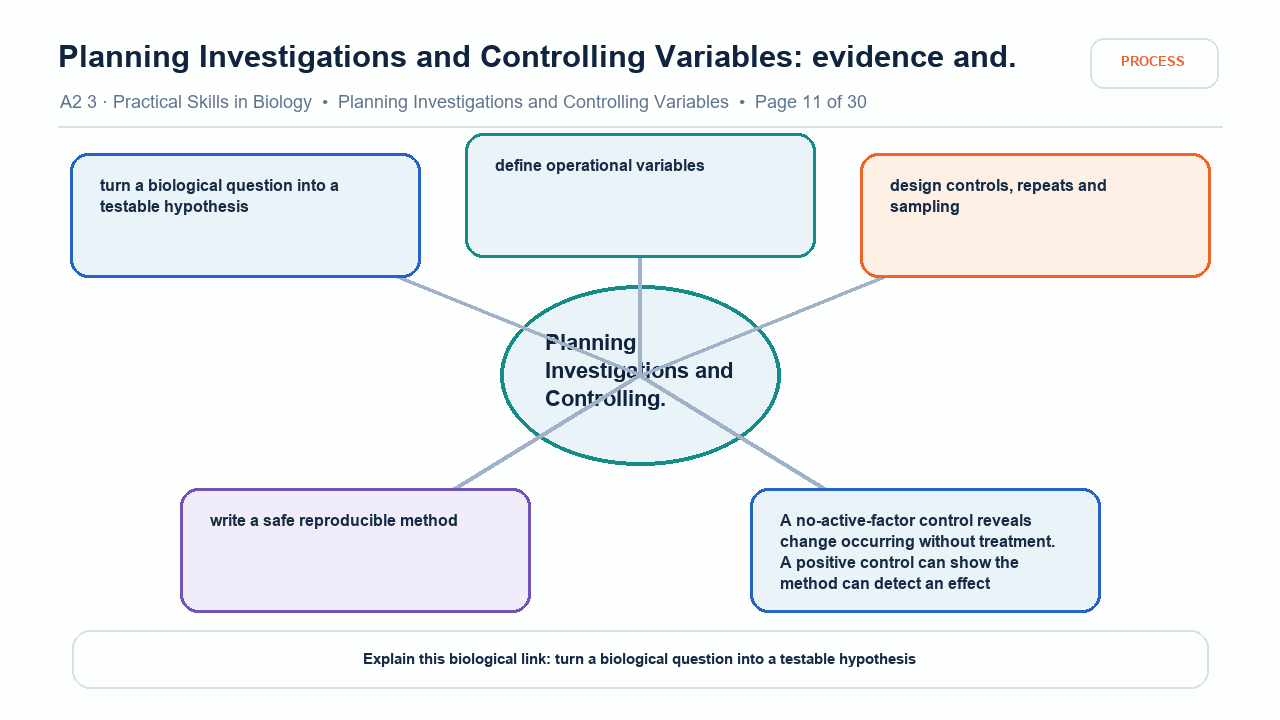 Planning Investigations and Controlling Variables: evidence and.
PROCESS
A2 3 · Practical Skills in Biology • Planning Investigations and Controlling Variables • Page 11 of 30
turn a biological question into a
testable hypothesis
define operational variables
design controls, repeats and
sampling
Planning
Investigations and
Controlling.
write a safe reproducible method
A no-active-factor control reveals
change occurring without treatment.
A positive control can show the
method can detect an effect
Explain this biological link: turn a biological question into a testable hypothesis